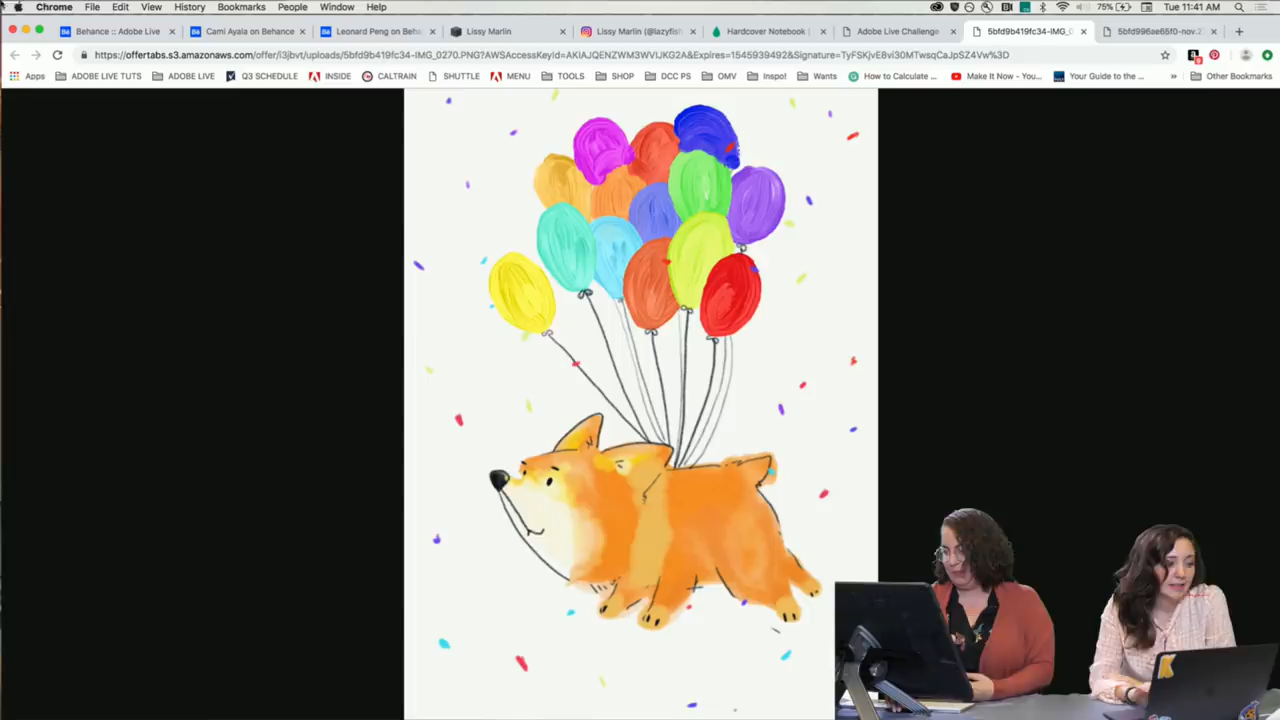 Chrome File Edit View History Bookmarks People Window Help 75% Tue 11:41 AM
Behance :: Adobe Live Cami Ayala on Behance Leonard Peng on Behance Lissy Marlin Lissy Marlin (@lazyfis Hardcover Notebook Adobe Live Challenge 5bfd9b419fc34-IMG_0270. 5bfd996ae65f0-nov.2
https://offertabs.s3.amazonaws.com/offer/i3jbvt/uploads/5bfd9b419fc34-IMG_0270.PNG?AWSAccessKeyId=AKIAJQENZWM3WVIJKG2A&Expires=1545939492&Signature=TyFSKjvE8vi30MTwsqCaJpSZ4Vw%3D
Apps ADOBE LIVE TUTS ADOBE LIVE Q3 SCHEDULE INSIDE CALTRAIN SHUTTLE MENU TOOLS SHOP DCC PS OMV Inspo! Wants How to Calculate ... Make It Now - You... Your Guide to the ... » Other Bookmarks